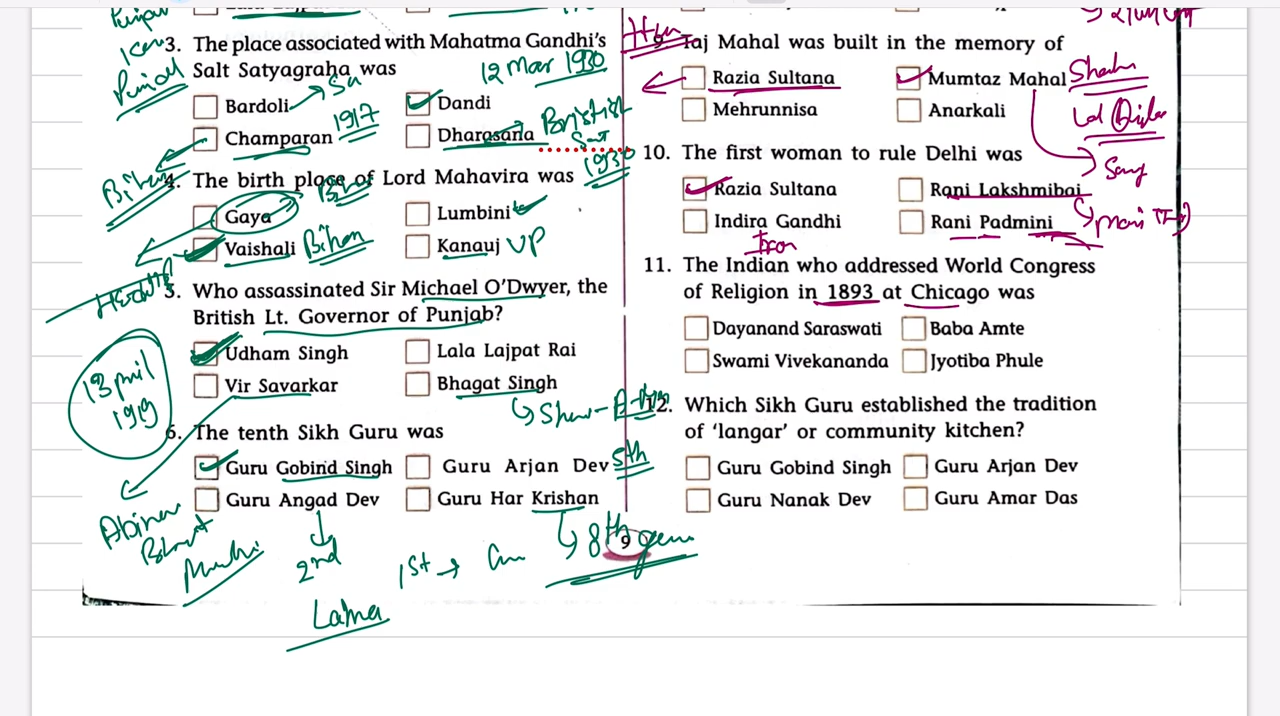 3. The place associated with Mahatma Gandhi's
Salt Satyagraha was
12 Mar 1930
Bardoli
Dandi
Champaran 1917
Dharasana
1930
Bihar
4. The birth place of Lord Mahavira was
Gaya
Lumbini
Vaishali Bihar
Kanauj UP
5. Who assassinated Sir Michael O'Dwyer, the
British Lt. Governor of Punjab?
Udham Singh
Lala Lajpat Rai
Vir Savarkar
Bhagat Singh
1919
6. The tenth Sikh Guru was
Guru Gobind Singh
Guru Arjan Dev 5th
Guru Angad Dev
Guru Har Krishan
2nd
1st
8th
9
9. Taj Mahal was built in the memory of
Razia Sultana
Mumtaz Mahal
Mehrunnisa
Anarkali
10. The first woman to rule Delhi was
Razia Sultana
Rani Lakshmibai
Indira Gandhi
Rani Padmini
Iron
11. The Indian who addressed World Congress
of Religion in 1893 at Chicago was
Dayanand Saraswati
Baba Amte
Swami Vivekananda
Jyotiba Phule
12. Which Sikh Guru established the tradition
of 'langar' or community kitchen?
Guru Gobind Singh
Guru Arjan Dev
Guru Nanak Dev
Guru Amar Das